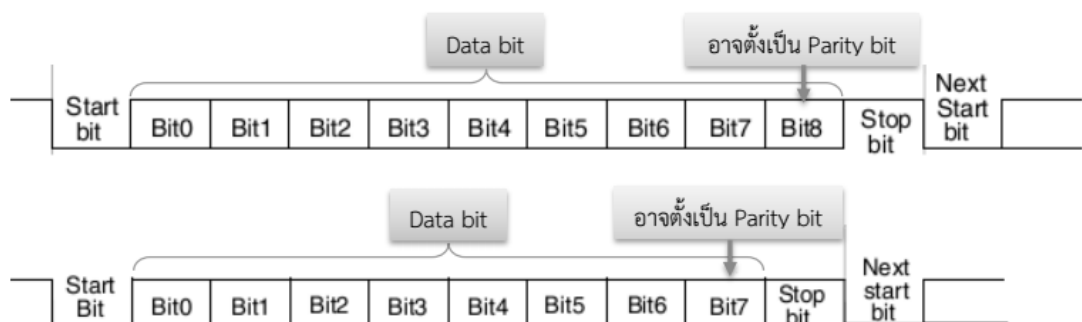 Data bit
อาจตั้งเป็น Parity bit
Start
bit
Bit0
Bit1
Bit2
Bit3
Bit4
Bit5
Bit6
Bit7
Bit8
Stop
bit
Next
Start
bit
Data bit
อาจตั้งเป็น Parity bit
Start
Bit
Bit0
Bit1
Bit2
Bit3
Bit4
Bit5
Bit6
Bit7
Stop
bit
Next
start
bit